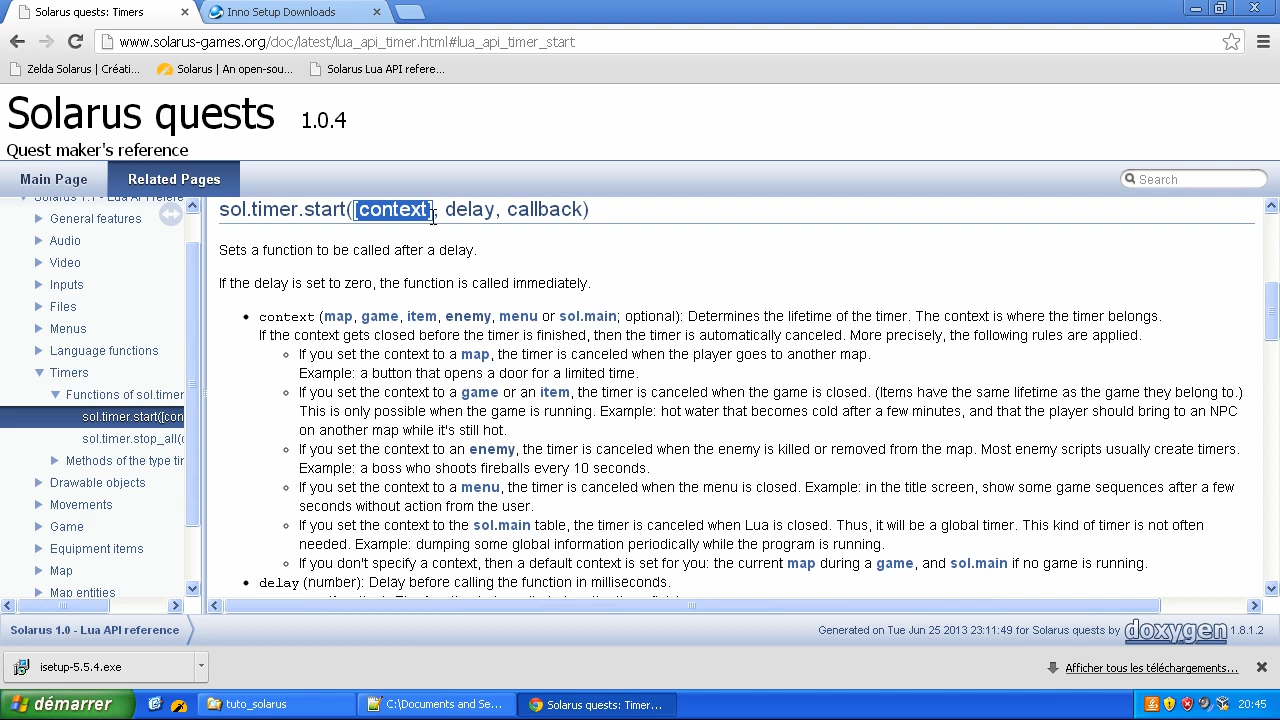 Solarus quests: Timers
Inno Setup Downloads
www.solarus-games.org/doc/latest/lua_api_timer.html#lua_api_timer_start
Zelda Solarus | Créati...
Solarus | An open-sou...
Solarus Lua API refere...
Solarus quests 1.0.4
Quest maker's reference
Main Page
Related Pages
Search
General features
Audio
Video
Inputs
Files
Menus
Language functions
Timers
Functions of sol.timer
sol.timer.start([con
sol.timer.stop_all(c
Methods of the type tir
Drawable objects
Movements
Game
Equipment items
Map
Map entities
sol.timer.start([context], delay, callback)
Sets a function to be called after a delay.
If the delay is set to zero, the function is called immediately.
context (map, game, item, enemy, menu or sol.main; optional): Determines the lifetime of the timer. The context is where the timer belongs.
If the context gets closed before the timer is finished, then the timer is automatically canceled. More precisely, the following rules are applied.
If you set the context to a map, the timer is canceled when the player goes to another map.
Example: a button that opens a door for a limited time.
If you set the context to a game or an item, the timer is canceled when the game is closed. (Items have the same lifetime as the game they belong to.)
This is only possible when the game is running. Example: hot water that becomes cold after a few minutes, and that the player should bring to an NPC
on another map while it's still hot.
If you set the context to an enemy, the timer is canceled when the enemy is killed or removed from the map. Most enemy scripts usually create timers.
Example: a boss who shoots fireballs every 10 seconds.
If you set the context to a menu, the timer is canceled when the menu is closed. Example: in the title screen, show some game sequences after a few
seconds without action from the user.
If you set the context to the sol.main table, the timer is canceled when Lua is closed. Thus, it will be a global timer. This kind of timer is not often
needed. Example: dumping some global information periodically while the program is running.
If you don't specify a context, then a default context is set for you: the current map during a game, and sol.main if no game is running.
delay (number): Delay before calling the function in milliseconds.
Solarus 1.0 - Lua API reference
Generated on Tue Jun 25 2013 23:11:49 for Solarus quests by doxygen 1.8.1.2
isetup-5.5.4.exe
Afficher tous les téléchargements...
démarrer
tuto_solarus
C:\Documents and Se...
Solarus quests: Timer...
20:45